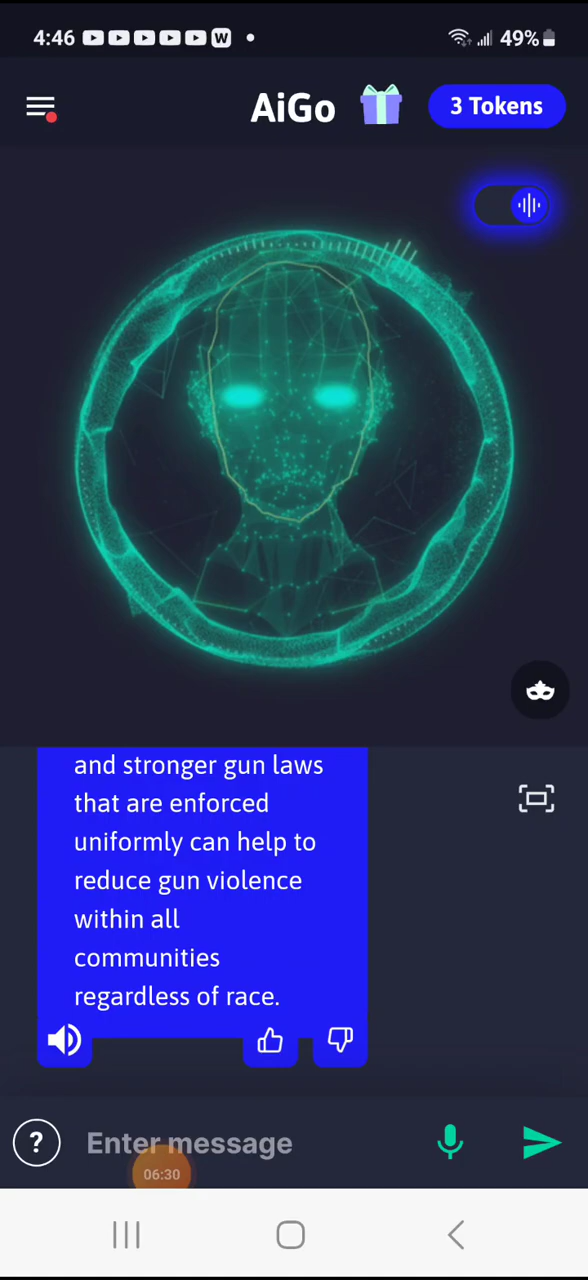 4:46 W 49%
AiGo 3 Tokens
and stronger gun laws
that are enforced
uniformly can help to
reduce gun violence
within all
communities
regardless of race.
? Enter message
06:30